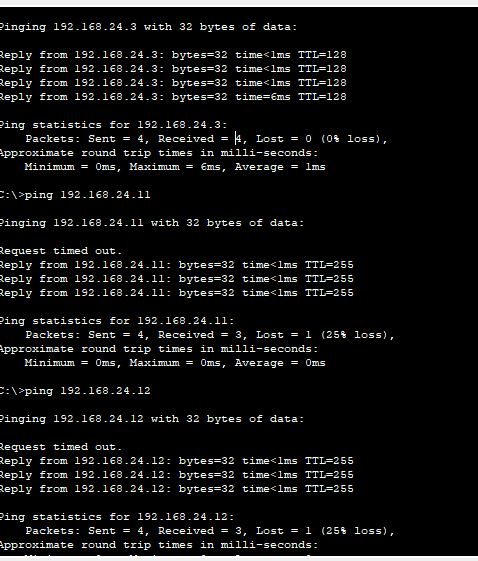 Pinging 192.168.24.3 with 32 bytes of data:
Reply from 192.168.24.3: bytes=32 time<1ms TTL=128
Reply from 192.168.24.3: bytes=32 time<1ms TTL=128
Reply from 192.168.24.3: bytes=32 time<1ms TTL=128
Reply from 192.168.24.3: bytes=32 time=6ms TTL=128
Ping statistics for 192.168.24.3:
Packets: Sent = 4, Received = 4, Lost = 0 (0% loss),
Approximate round trip times in milli-seconds:
Minimum = 0ms, Maximum = 6ms, Average = 1ms
C:\>ping 192.168.24.11
Pinging 192.168.24.11 with 32 bytes of data:
Request timed out.
Reply from 192.168.24.11: bytes=32 time<1ms TTL=255
Reply from 192.168.24.11: bytes=32 time<1ms TTL=255
Reply from 192.168.24.11: bytes=32 time<1ms TTL=255
Ping statistics for 192.168.24.11:
Packets: Sent = 4, Received = 3, Lost = 1 (25% loss),
Approximate round trip times in milli-seconds:
Minimum = 0ms, Maximum = 0ms, Average = 0ms
C:\>ping 192.168.24.12
Pinging 192.168.24.12 with 32 bytes of data:
Request timed out.
Reply from 192.168.24.12: bytes=32 time<1ms TTL=255
Reply from 192.168.24.12: bytes=32 time<1ms TTL=255
Reply from 192.168.24.12: bytes=32 time<1ms TTL=255
Ping statistics for 192.168.24.12:
Packets: Sent = 4, Received = 3, Lost = 1 (25% loss),
Approximate round trip times in milli-seconds: